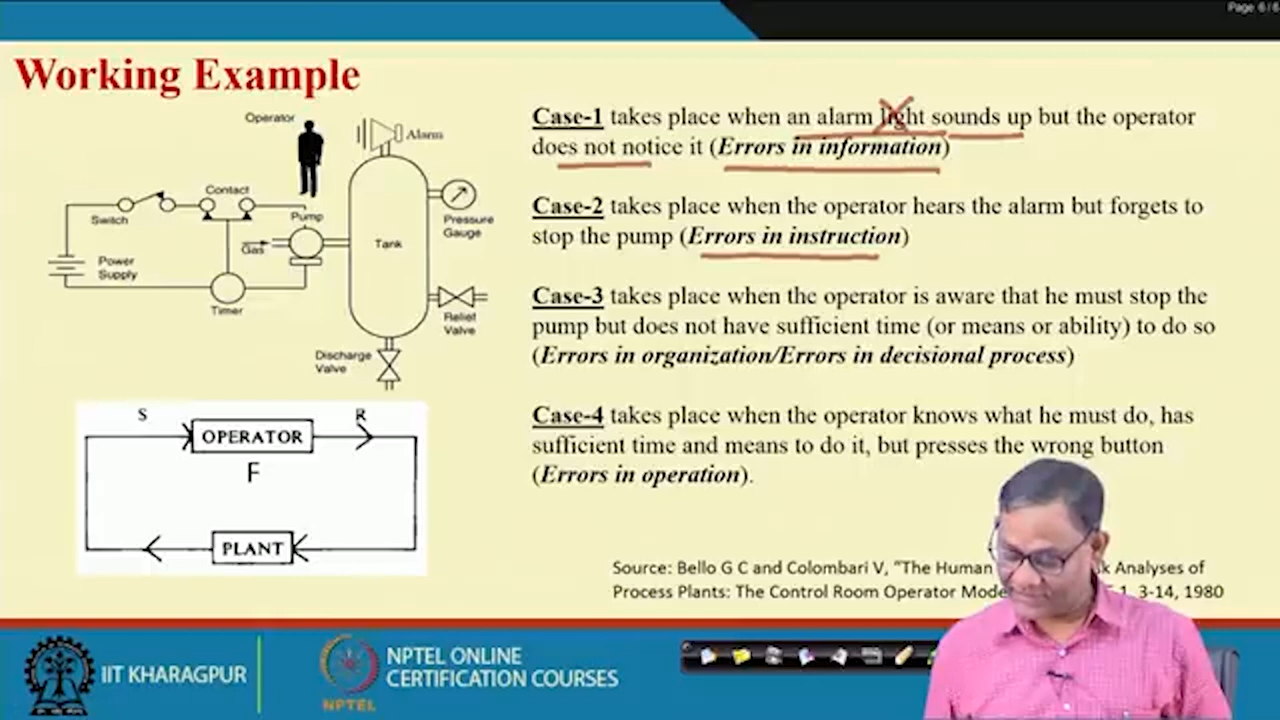 Page 6/6
Working Example
Operator
Alarm
Contact
Switch
Pump
Pressure
Gauge
Gas
Tank
Power
Supply
Timer
Relief
Valve
Discharge
Valve
S
R
OPERATOR
F
PLANT
Case-1 takes place when an alarm light sounds up but the operator
does not notice it (Errors in information)
Case-2 takes place when the operator hears the alarm but forgets to
stop the pump (Errors in instruction)
Case-3 takes place when the operator is aware that he must stop the
pump but does not have sufficient time (or means or ability) to do so
(Errors in organization/Errors in decisional process)
Case-4 takes place when the operator knows what he must do, has
sufficient time and means to do it, but presses the wrong button
(Errors in operation).
Source: Bello G C and Colombari V, “The Human Analyses of
Process Plants: The Control Room Operator 1, 3-14, 1980
IIT KHARAGPUR
NPTEL
NPTEL ONLINE
CERTIFICATION COURSES